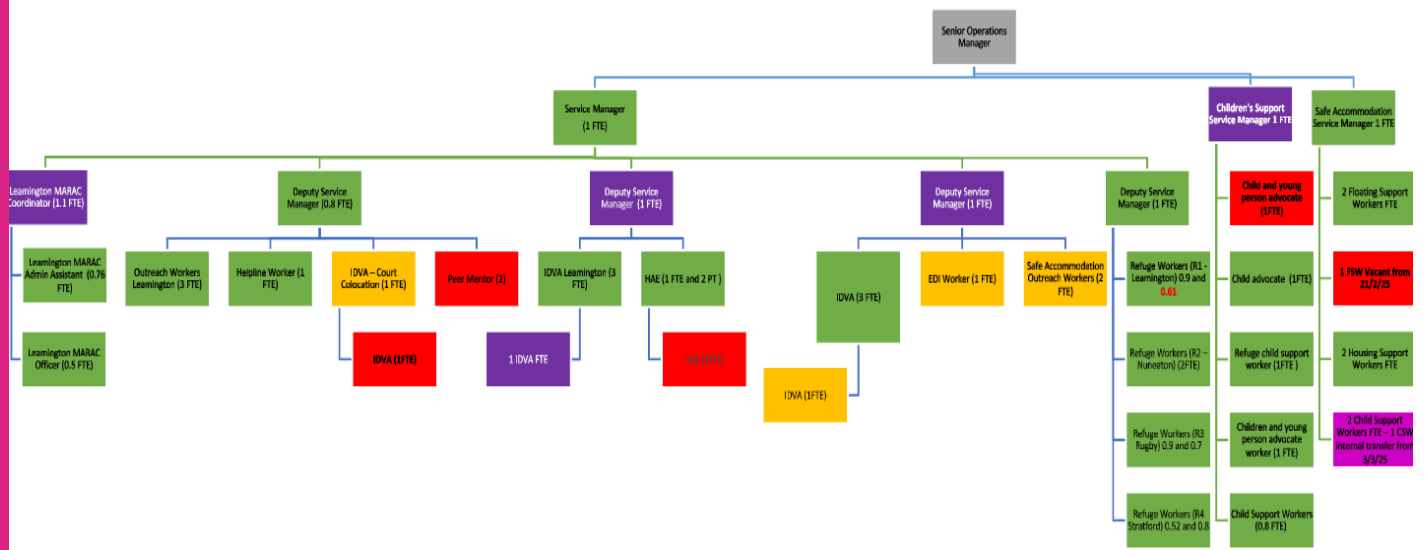 Senior Operations
Manager
Service Manager
(1 FTE)
Children's Support
Service Manager 1 FTE
Safe Accommodation
Service Manager 1 FTE
Leamington MARAC
Coordinator (1.1 FTE)
Deputy Service
Manager (0.8 FTE)
Deputy Service
Manager (1 FTE)
Deputy Service
Manager (1 FTE)
Deputy Service
Manager (1 FTE)
Child and young
person advocate
(1FTE)
2 Floating Support
Workers FTE
Leamington MARAC
Admin Assistant (0.76
FTE)
Outreach Workers
Leamington (3 FTE)
Helpline Worker (1
FTE)
IDVA – Court
Colocation (1 FTE)
Peer Mentor (2)
IDVA Leamington (3
FTE)
HAE (1 FTE and 2 PT )
IDVA (3 FTE)
EDI Worker (1 FTE)
Safe Accommodation
Outreach Workers (2
FTE)
Refuge Workers (R1 -
Leamington) 0.9 and
0.61
Child advocate (1FTE)
1 FSW Vacant from
21/2/25
Leamington MARAC
Officer (0.5 FTE)
IDVA (1FTE)
1 IDVA FTE
HAE (1FTE)
IDVA (1FTE)
Refuge Workers (R2 –
Nuneaton) (2FTE)
Refuge child support
worker (1FTE )
2 Housing Support
Workers FTE
Refuge Workers (R3
Rugby) 0.9 and 0.7
Children and young
person advocate
worker (1 FTE)
2 Child Support
Workers FTE – 1 CSW
internal transfer from
3/3/25
Refuge Workers (R4
Stratford) 0.52 and 0.8
Child Support Workers
(0.8 FTE)